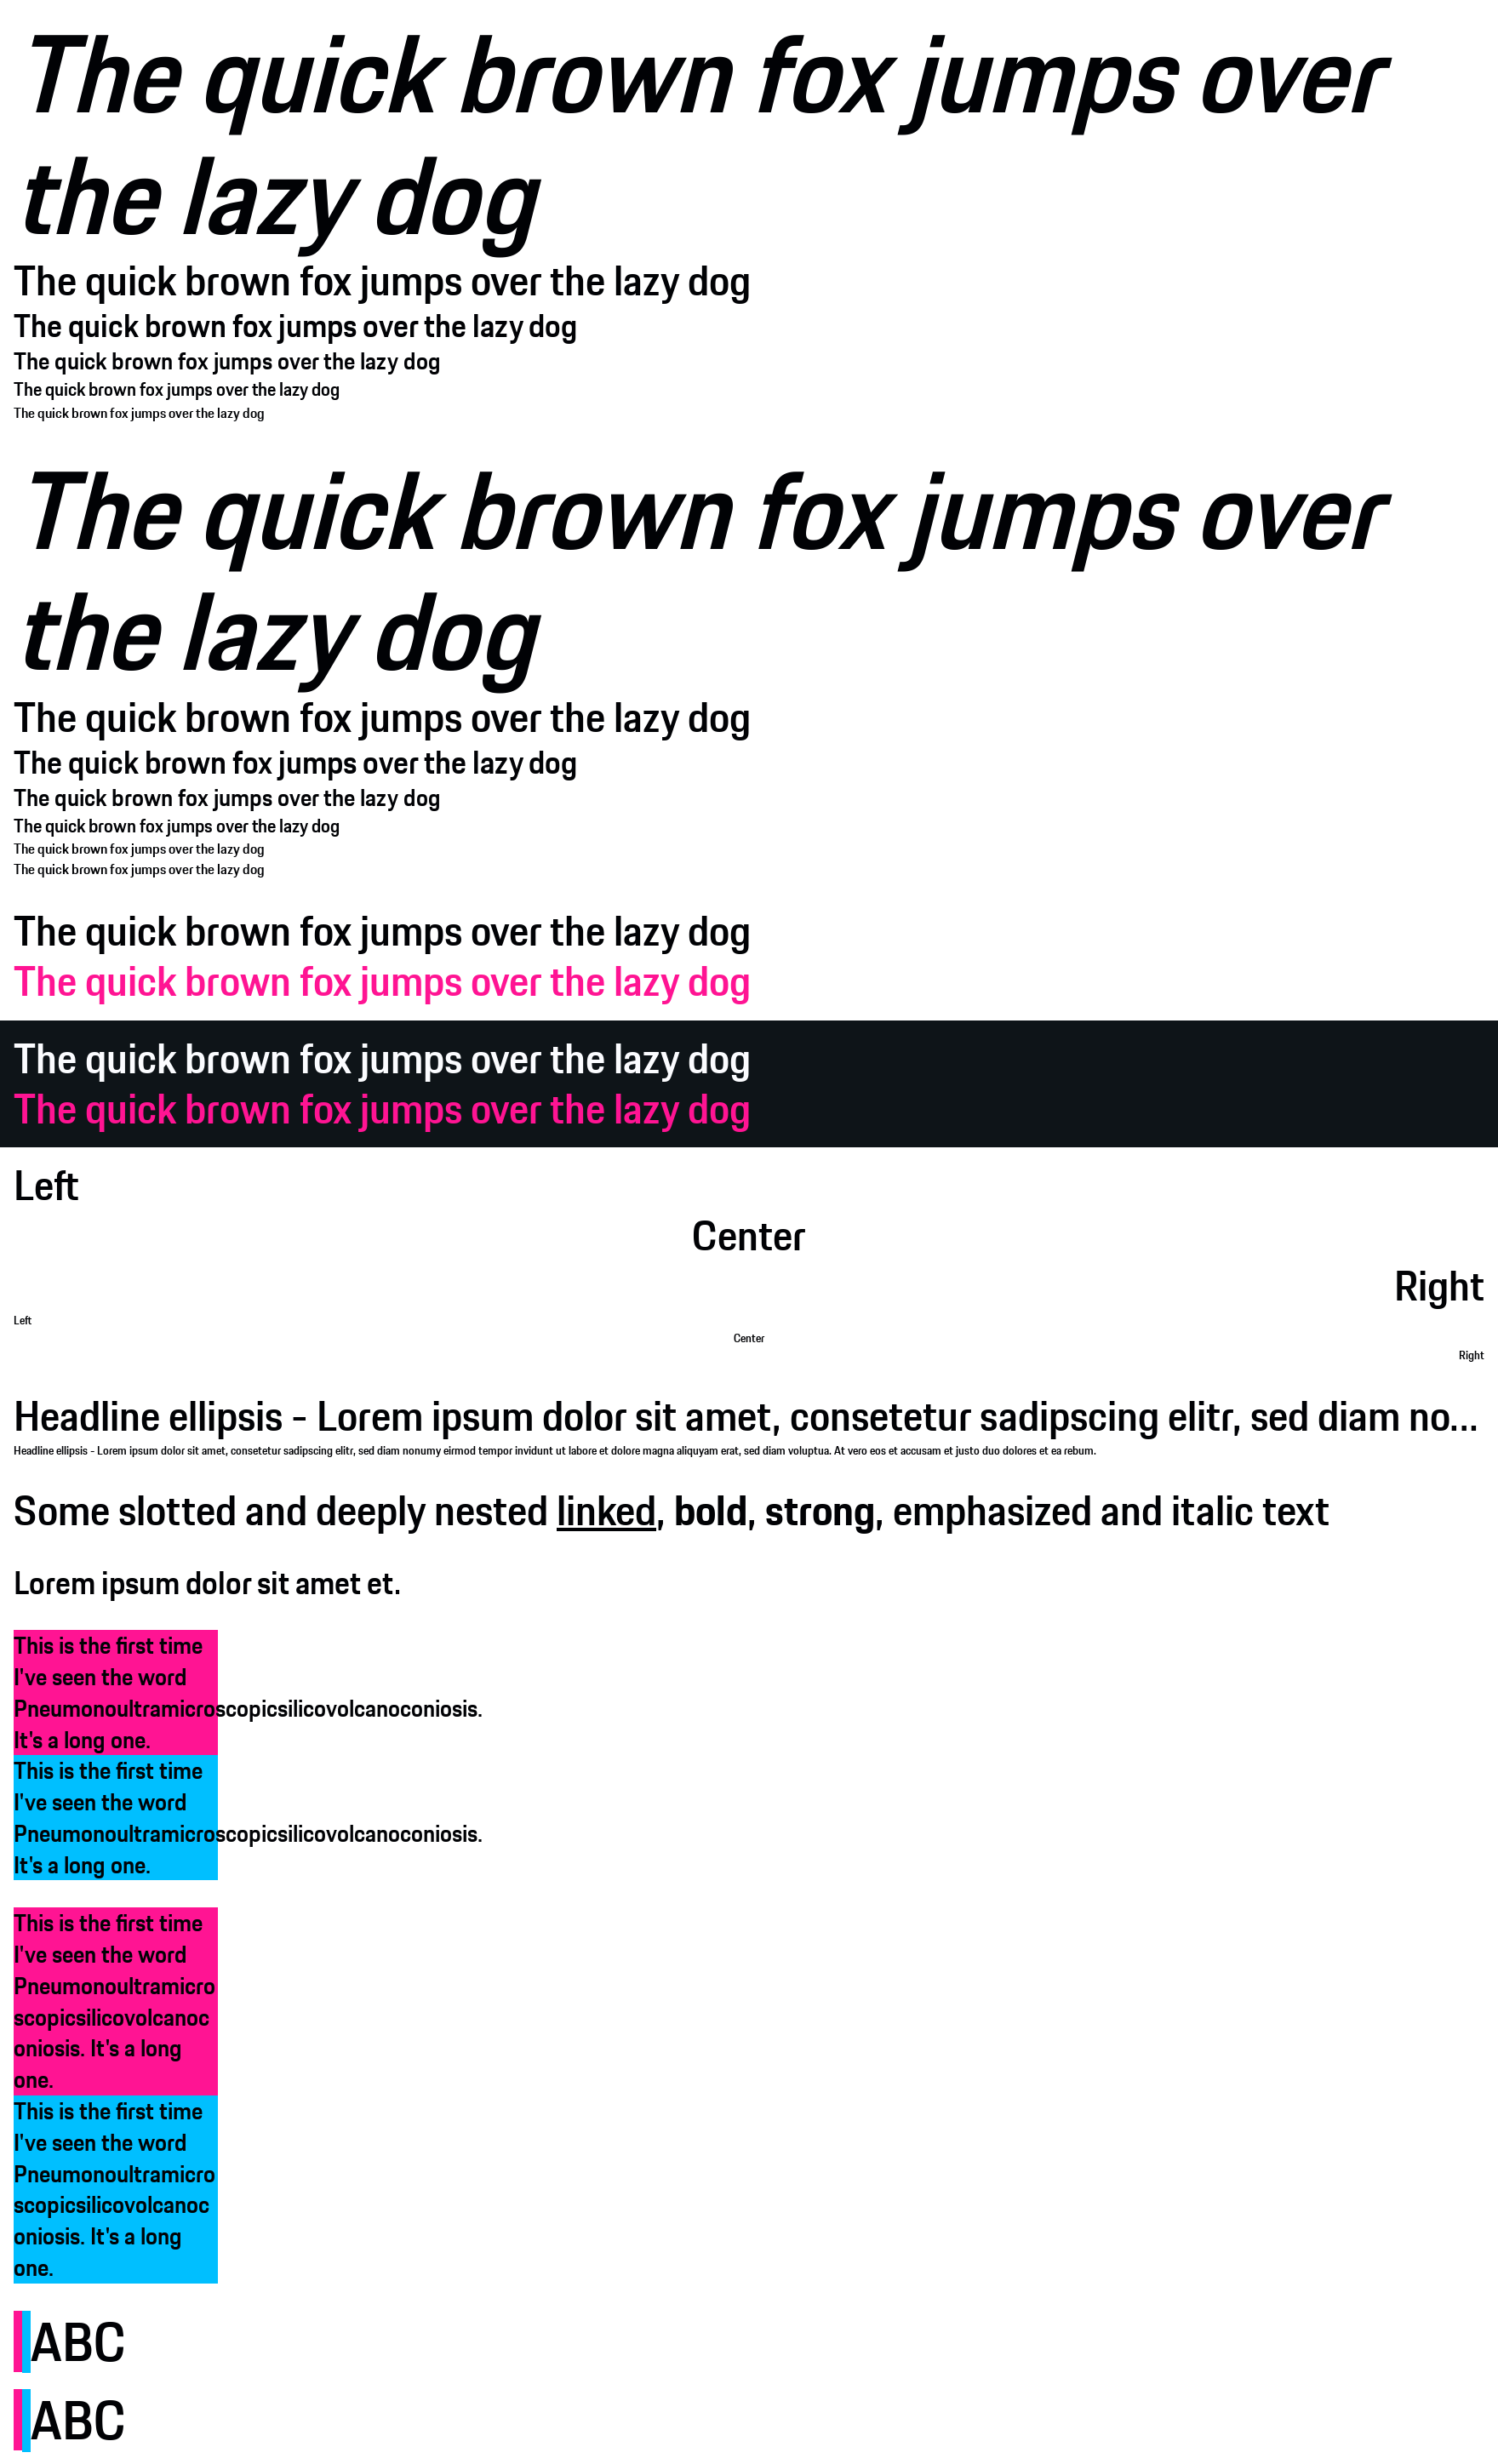 The quick brown fox jumps over
the lazy dog
The quick brown fox jumps over the lazy dog
The quick brown fox jumps over the lazy dog
The quick brown fox jumps over the lazy dog
The quick brown fox jumps over the lazy dog
The quick brown fox jumps over the lazy dog
The quick brown fox jumps over
the lazy dog
The quick brown fox jumps over the lazy dog
The quick brown fox jumps over the lazy dog
The quick brown fox jumps over the lazy dog
The quick brown fox jumps over the lazy dog
The quick brown fox jumps over the lazy dog
The quick brown fox jumps over the lazy dog
The quick brown fox jumps over the lazy dog
The quick brown fox jumps over the lazy dog
The quick brown fox jumps over the lazy dog
The quick brown fox jumps over the lazy dog
Left
Center
Right
Left
Center
Right
Headline ellipsis - Lorem ipsum dolor sit amet, consetetur sadipscing elitr, sed diam no...
Headline ellipsis - Lorem ipsum dolor sit amet, consetetur sadipscing elitr, sed diam nonumy eirmod tempor invidunt ut labore et dolore magna aliquyam erat, sed diam voluptua. At vero eos et accusam et justo duo dolores et ea rebum.
Some slotted and deeply nested linked, bold, strong, emphasized and italic text
Lorem ipsum dolor sit amet et.
This is the first time
I've seen the word
Pneumonoultramicroscopicsilicovolcanoconiosis.
It's a long one.
This is the first time
I've seen the word
Pneumonoultramicroscopicsilicovolcanoconiosis.
It's a long one.
This is the first time
I've seen the word
Pneumonoultramicro
scopicsilicovolcanoc
oniosis. It's a long
one.
This is the first time
I've seen the word
Pneumonoultramicro
scopicsilicovolcanoc
oniosis. It's a long
one.
ABC
ABC